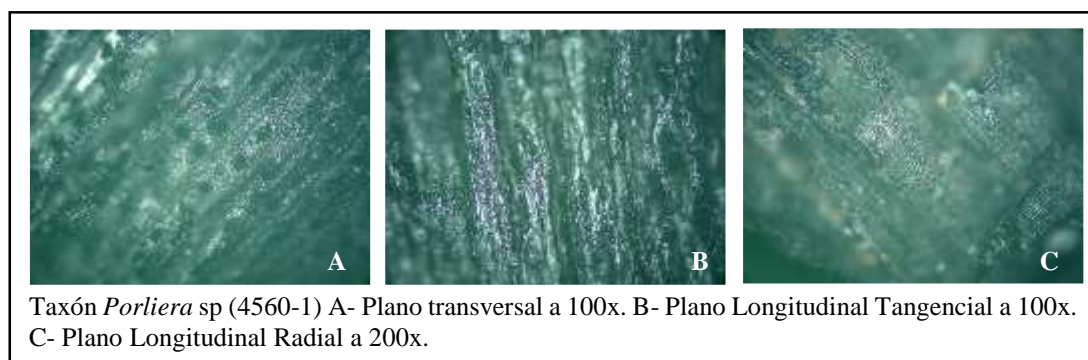 A
B
C
Taxón Porliera sp (4560-1) A- Plano transversal a 100x. B- Plano Longitudinal Tangencial a 100x.
C- Plano Longitudinal Radial a 200x.